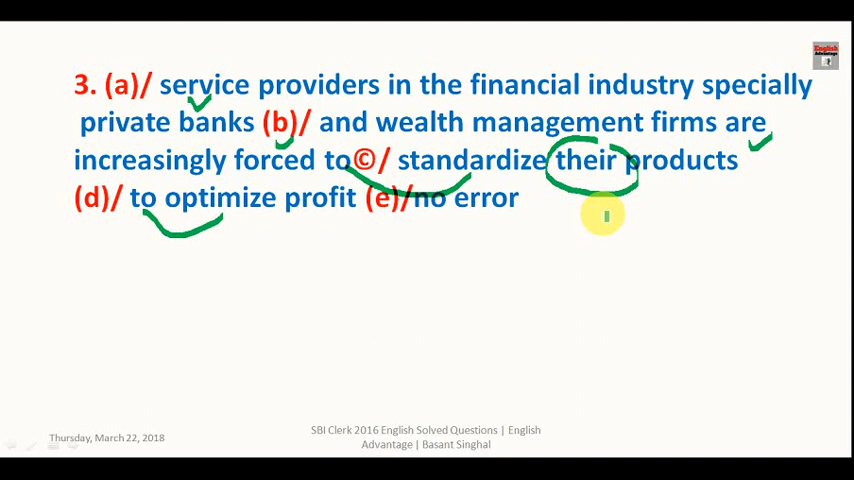 English
Advantage
3. (a)/ service providers in the financial industry specially
private banks (b)/ and wealth management firms are
increasingly forced to©/ standardize their products
(d)/ to optimize profit (e)/no error
Thursday, March 22, 2018
SBI Clerk 2016 English Solved Questions | English
Advantage | Basant Singhal